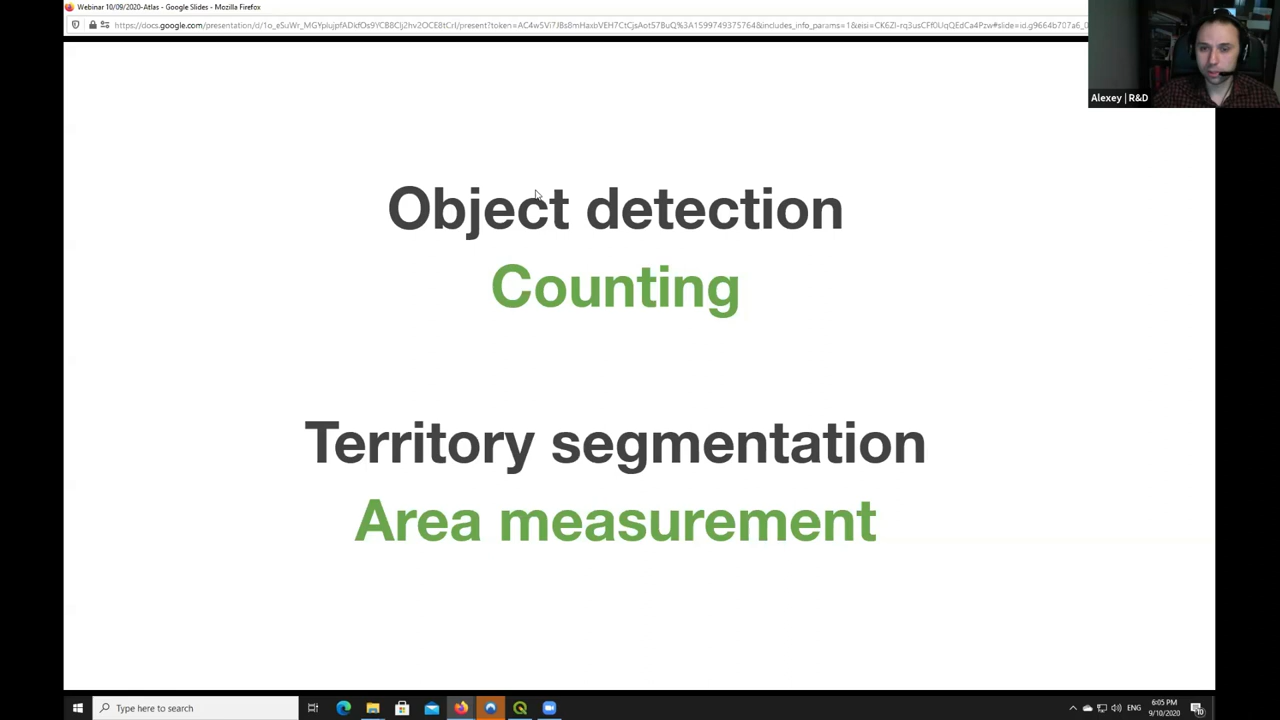 Webinar 10/09/2020-Atlas - Google Slides - Mozilla Firefox
Alexey | R&D
Object detection
Counting
Territory segmentation
Area measurement
Type here to search
ENG
6:05 PM
9/10/2020